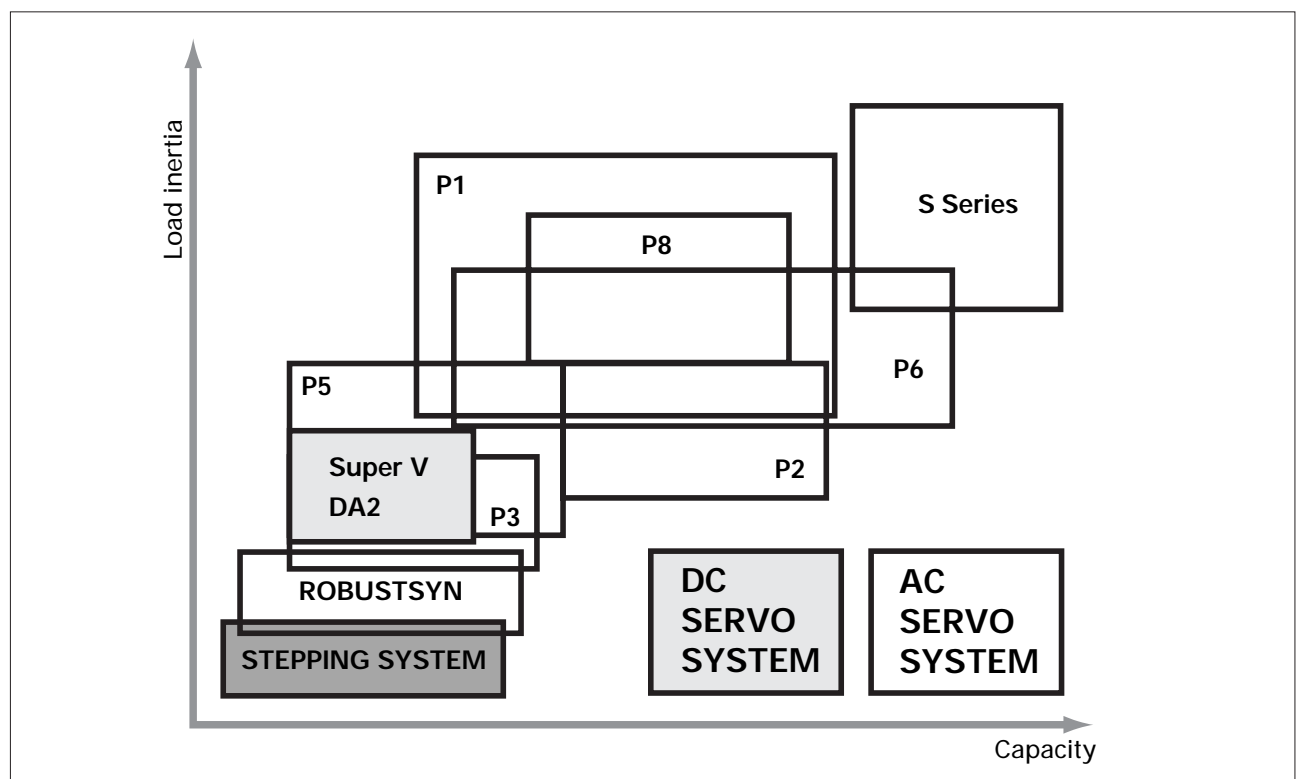 Load inertia
P1
S Series
P8
P6
P5
Super V
DA2
P2
P3
ROBUSTSYN
STEPPING SYSTEM
DC
SERVO
SYSTEM
AC
SERVO
SYSTEM
Capacity